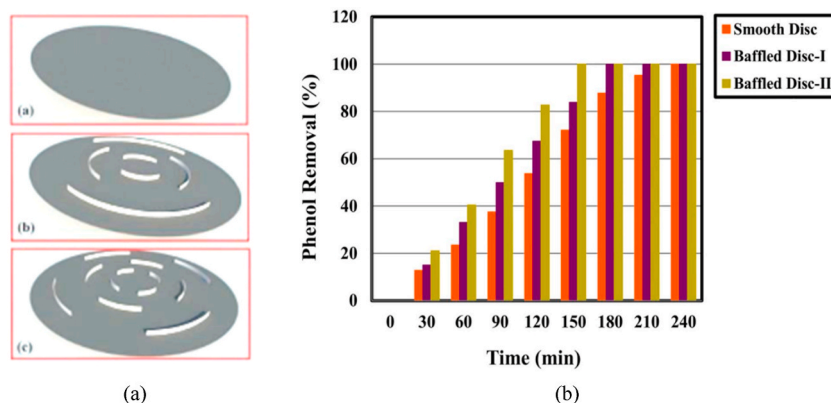 (a)
(b)
(c)
(a)
120
100
80
60
40
20
0
Phenol Removal (%)
0 30 60 90 120 150 180 210 240
Time (min)
Smooth Disc
Baffled Disc-I
Baffled Disc-II
(b)